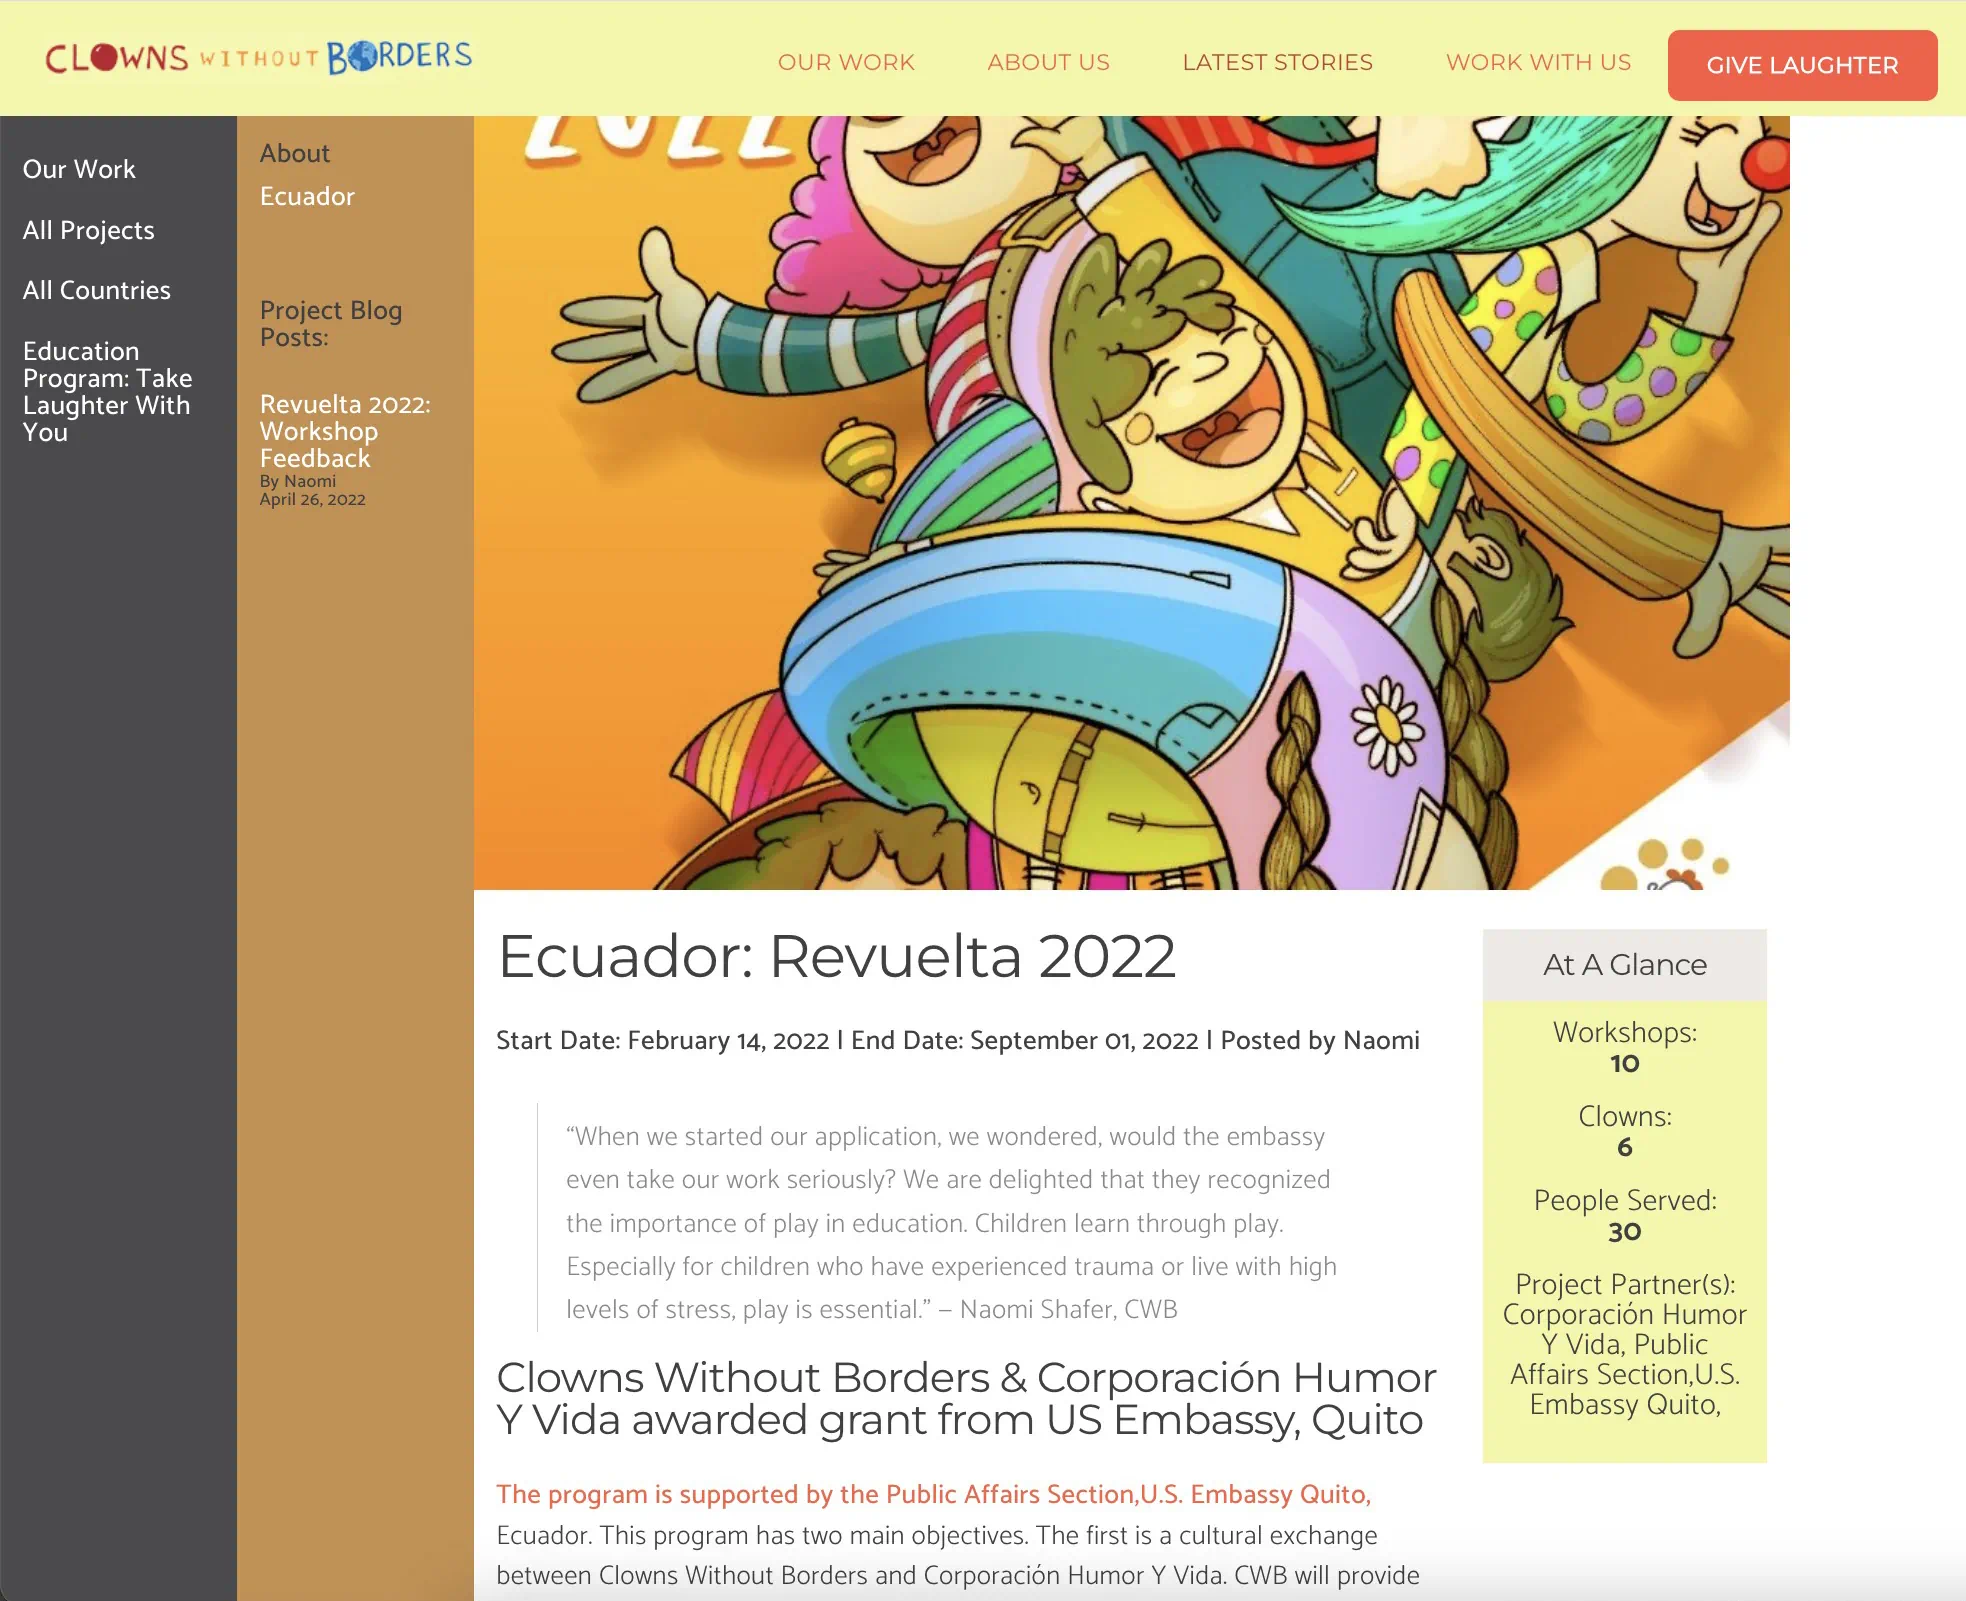 CLOWNS WITHOUT BORDERS
OUR WORK
ABOUT US
LATEST STORIES
WORK WITH US
GIVE LAUGHTER
Our Work
All Projects
All Countries
Education
Program: Take
Laughter With
You
About
Ecuador
Project Blog
Posts:
Revuelta 2022:
Workshop
Feedback
By Naomi
April 26, 2022
2022
Ecuador: Revuelta 2022
Start Date: February 14, 2022 | End Date: September 01, 2022 | Posted by Naomi
“When we started our application, we wondered, would the embassy
even take our work seriously? We are delighted that they recognized
the importance of play in education. Children learn through play.
Especially for children who have experienced trauma or live with high
levels of stress, play is essential.” – Naomi Shafer, CWB
Clowns Without Borders & Corporación Humor
Y Vida awarded grant from US Embassy, Quito
The program is supported by the Public Affairs Section,U.S. Embassy Quito,
Ecuador. This program has two main objectives. The first is a cultural exchange
between Clowns Without Borders and Corporación Humor Y Vida. CWB will provide
At A Glance
Workshops:
10
Clowns:
6
People Served:
30
Project Partner(s):
Corporación Humor
Y Vida, Public
Affairs Section,U.S.
Embassy Quito,